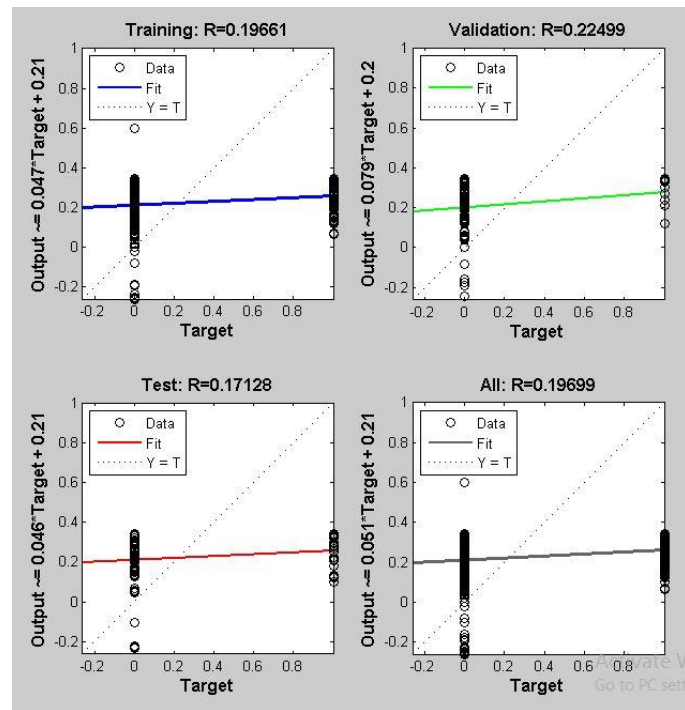 Training: R=0.19661
Output ~= 0.047*Target + 0.21
1
0.8
0.6
0.4
0.2
0
-0.2
Data
Fit
Y = T
-0.2 0 0.2 0.4 0.6 0.8
Target
Validation: R=0.22499
Output ~= 0.079*Target + 0.2
1
0.8
0.6
0.4
0.2
0
-0.2
Data
Fit
Y = T
-0.2 0 0.2 0.4 0.6 0.8
Target
Test: R=0.17128
Output ~= 0.046*Target + 0.21
1
0.8
0.6
0.4
0.2
0
-0.2
Data
Fit
Y = T
-0.2 0 0.2 0.4 0.6 0.8
Target
All: R=0.19699
Output ~= 0.051*Target + 0.21
1
0.8
0.6
0.4
0.2
0
-0.2
Data
Fit
Y = T
-0.2 0 0.2 0.4 0.6 0.8
Target
Activate W
Go to PC sett